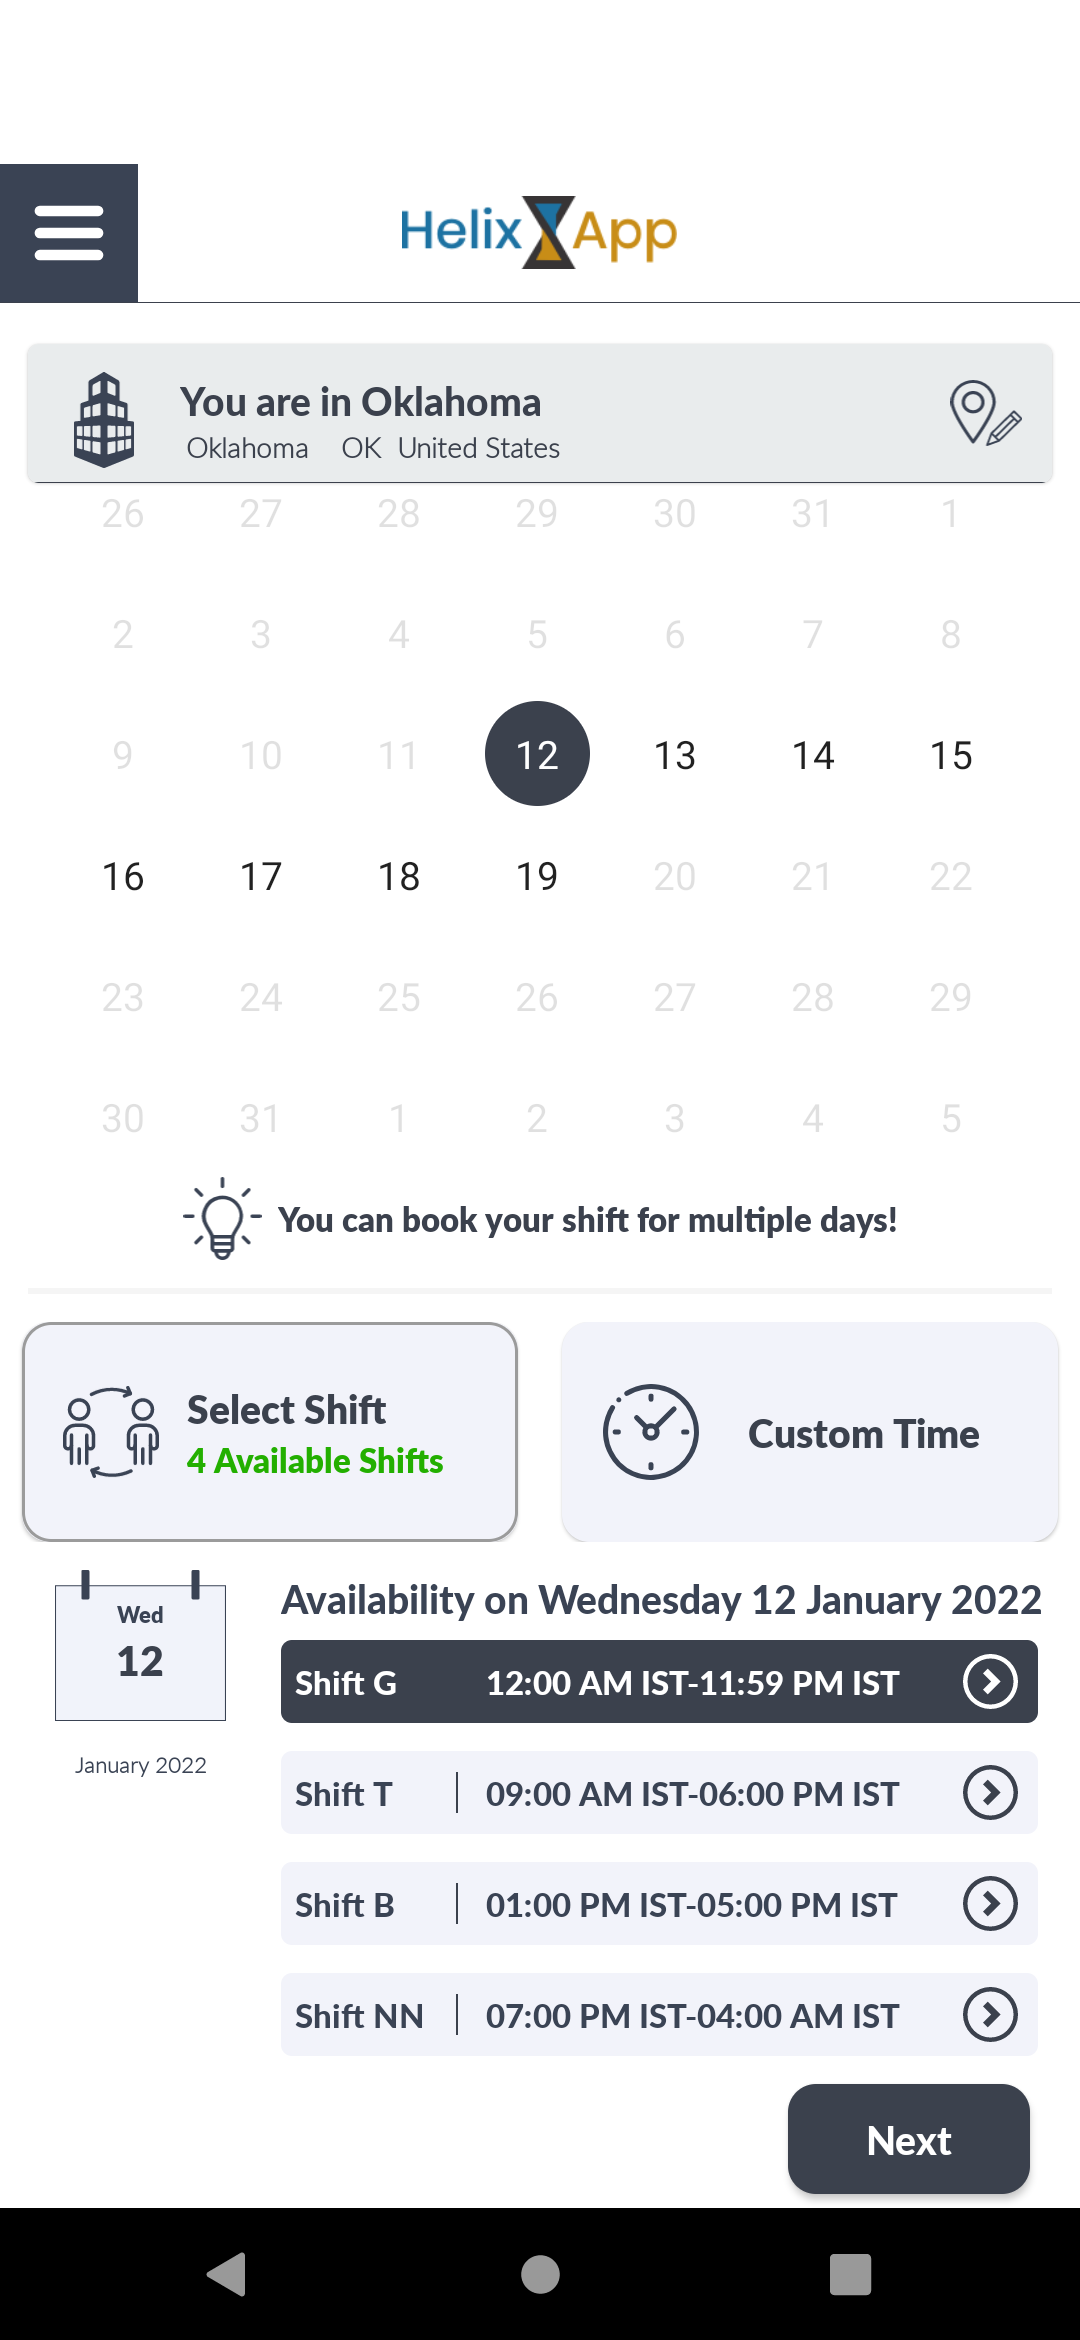 Helix App
You are in Oklahoma
Oklahoma OK United States
26 27 28 29 30 31 1
2 3 4 5 6 7 8
9 10 11 12 13 14 15
16 17 18 19 20 21 22
23 24 25 26 27 28 29
30 31 1 2 3 4 5
You can book your shift for multiple days!
Select Shift
4 Available Shifts
Custom Time
Wed
12
January 2022
Availability on Wednesday 12 January 2022
Shift G 12:00 AM IST-11:59 PM IST
Shift T 09:00 AM IST-06:00 PM IST
Shift B 01:00 PM IST-05:00 PM IST
Shift NN 07:00 PM IST-04:00 AM IST
Next